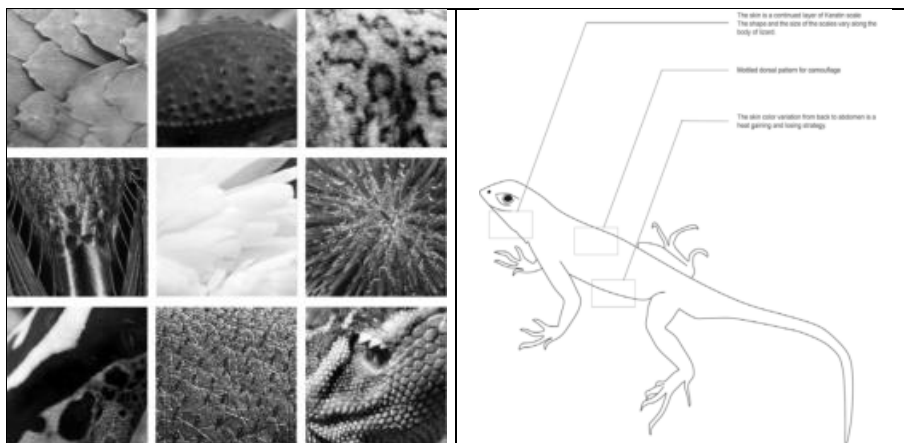 The skin is a continued layer of Keratin scale
The shape and the size of the scales vary along the
body of lizard.
Mottled dorsal pattern for camouflage
The skin color variation from back to abdomen is a
heat gaining and losing strategy.